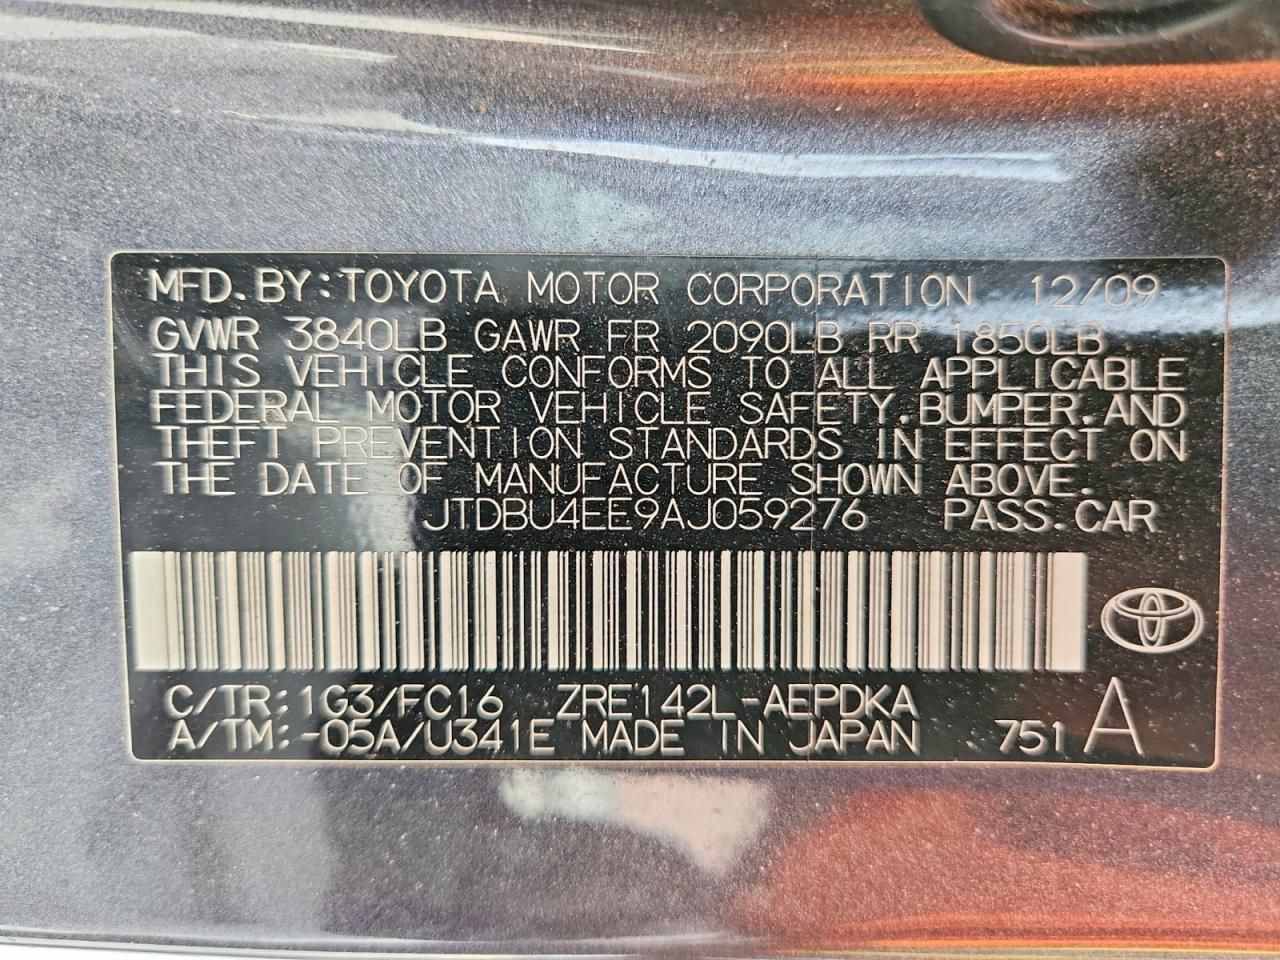 MFD.BY:TOYOTA MOTOR CORPORATION 12/09
GVWR 3840LB GAWR FR 2090LB RR 1850LB
THIS VEHICLE CONFORMS TO ALL APPLICABLE
FEDERAL MOTOR VEHICLE SAFETY.BUMPER.AND
THEFT PREVENTION STANDARDS IN EFFECT ON
THE DATE OF MANUFACTURE SHOWN ABOVE.
JTDBU4EE9AJ059276 PASS.CAR
C/TR:1G3/FC16 ZRE142L-AEPDKA
A/TM:-05A/U341E MADE IN JAPAN 751 A